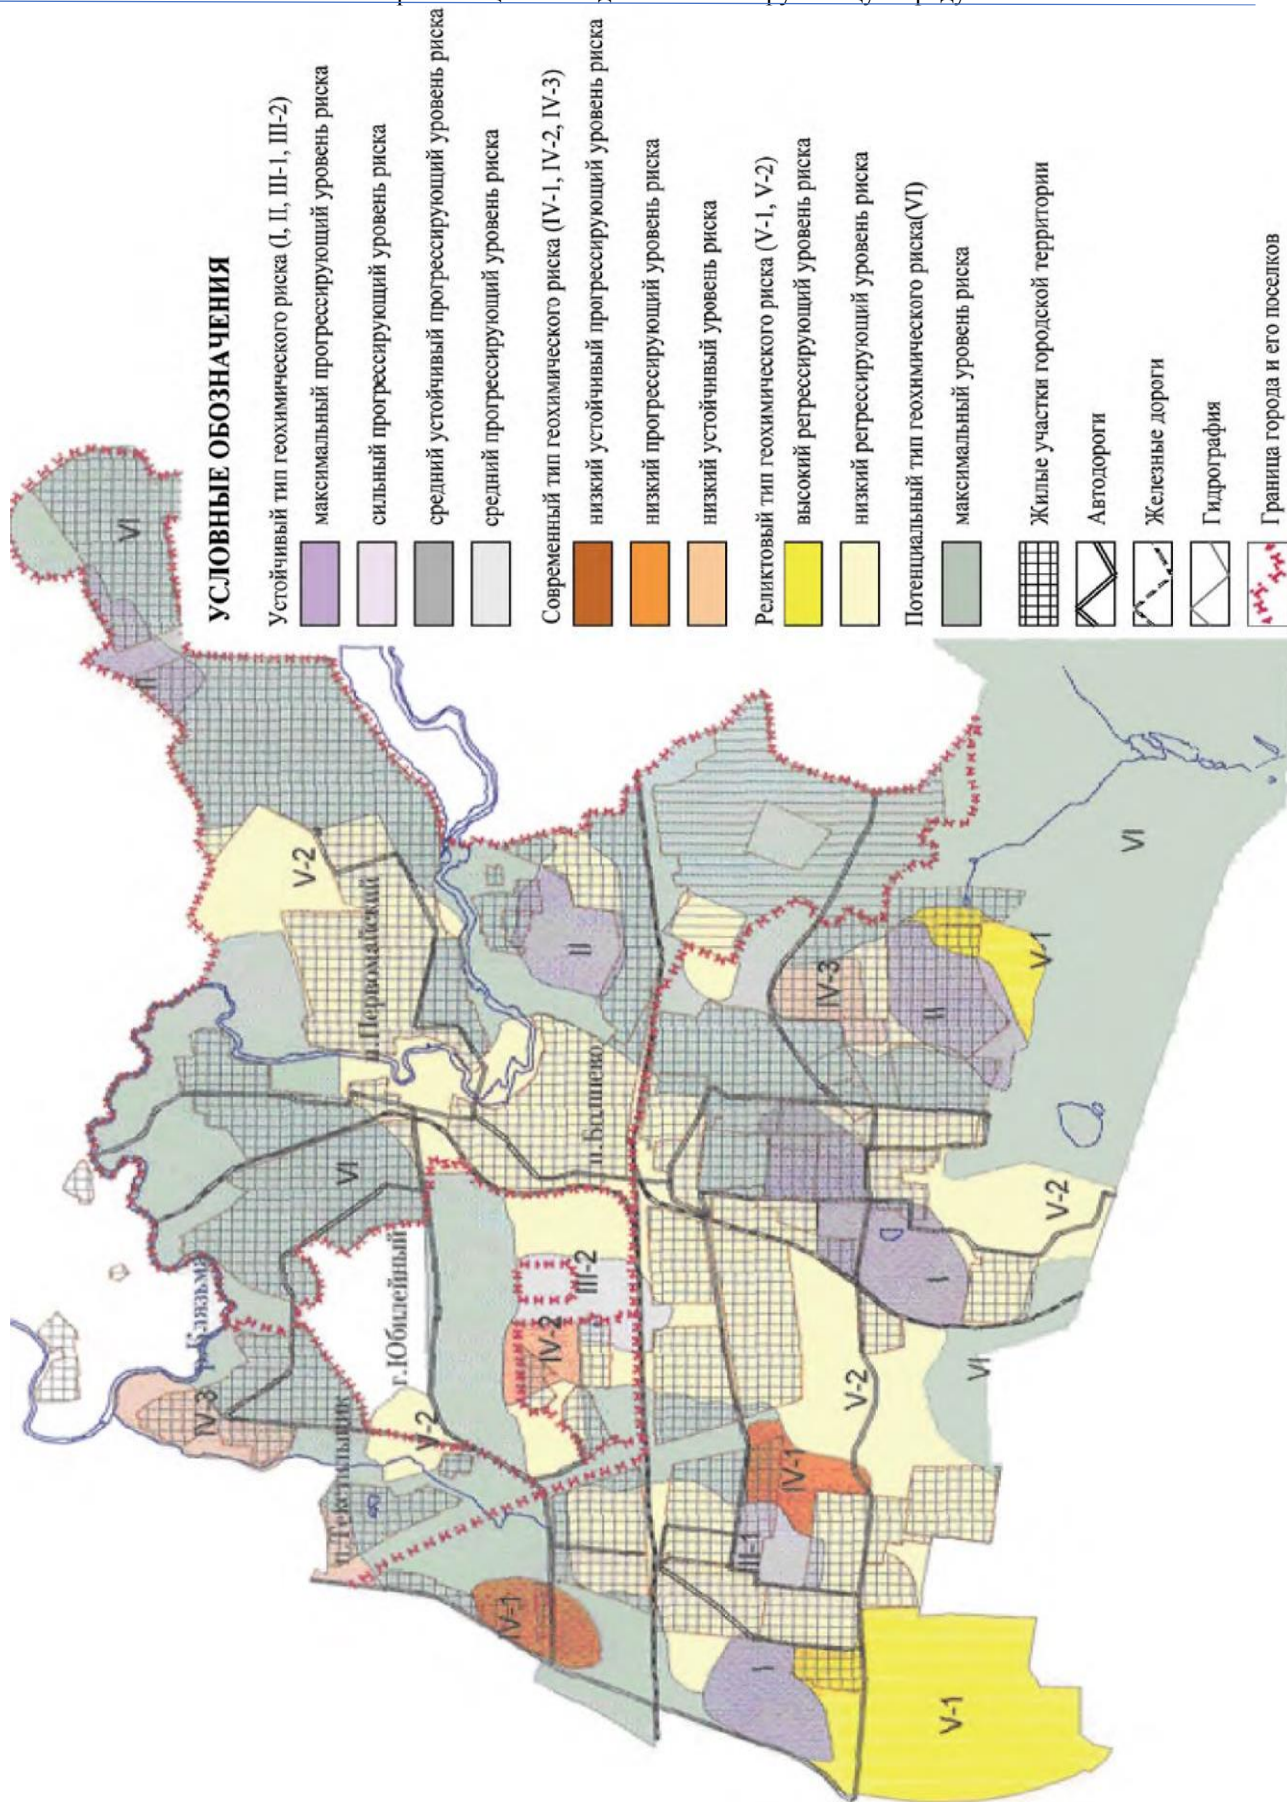 УСЛОВНЫЕ ОБОЗНАЧЕНИЯ
Устойчивый тип геохимического риска (I, II, III-1, III-2)
максимальный прогрессирующий уровень риска
сильный прогрессирующий уровень риска
средний устойчивый прогрессирующий уровень риска
средний прогрессирующий уровень риска
Современный тип геохимического риска (IV-1, IV-2, IV-3)
низкий устойчивый прогрессирующий уровень риска
низкий прогрессирующий уровень риска
низкий устойчивый уровень риска
Реликтовый тип геохимического риска (V-1, V-2)
высокий регрессирующий уровень риска
низкий регрессирующий уровень риска
Потенциальный тип геохимического риска(VI)
максимальный уровень риска
Жилые участки городской территории
Автодороги
Железные дороги
Гидрография
Граница города и его поселков
VI
II
V-2
п.Первомайский
VI
р.Клязьма
IV-3
п.Текстильщик
г.Юбилейный
V-2
IV-1
II
п.Болшево
III-2
IV-2
IV-3
II
V-1
VI
I
V-2
VI
V-2
IV-1
III-1
I
V-1